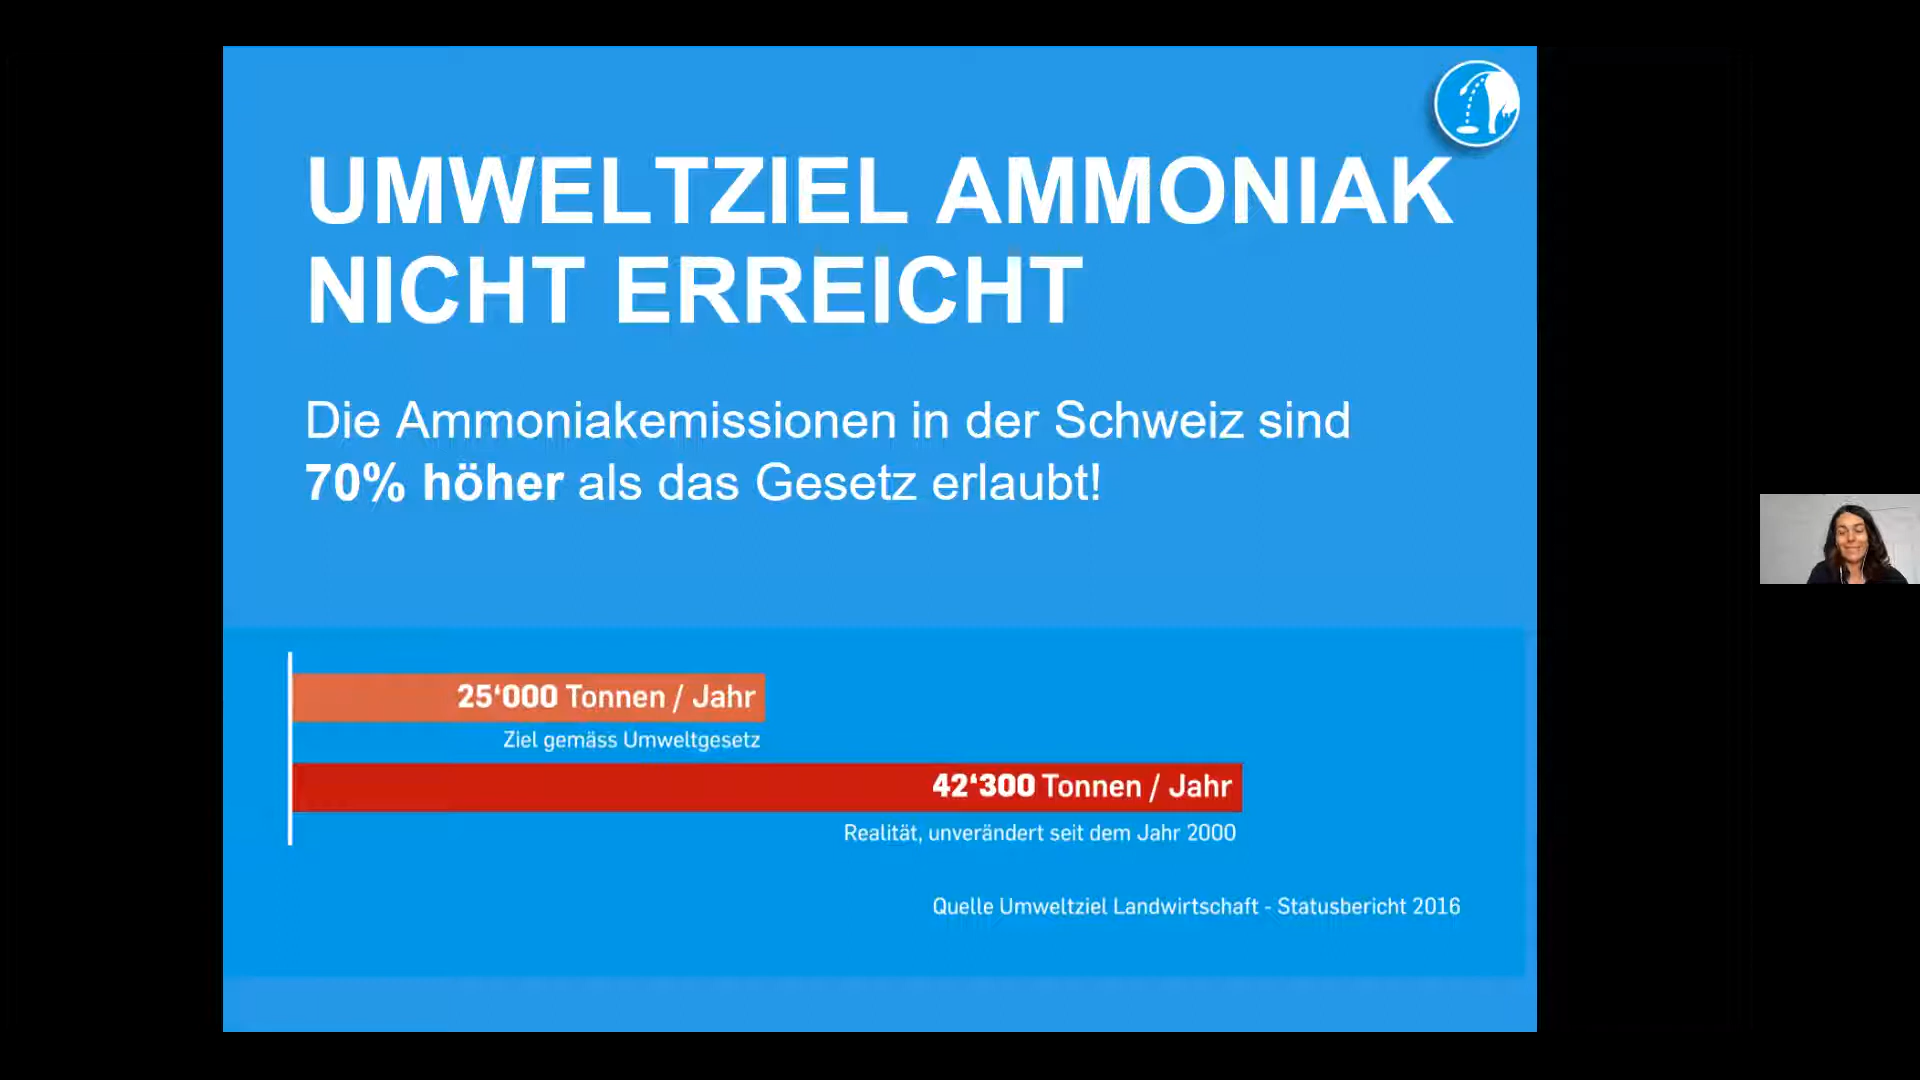 UMWELTZIEL AMMONIAK
NICHT ERREICHT
Die Ammoniakemissionen in der Schweiz sind
70% höher als das Gesetz erlaubt!
25‘000 Tonnen / Jahr
Ziel gemäss Umweltgesetz
42‘300 Tonnen / Jahr
Realität, unverändert seit dem Jahr 2000
Quelle Umweltziel Landwirtschaft - Statusbericht 2016